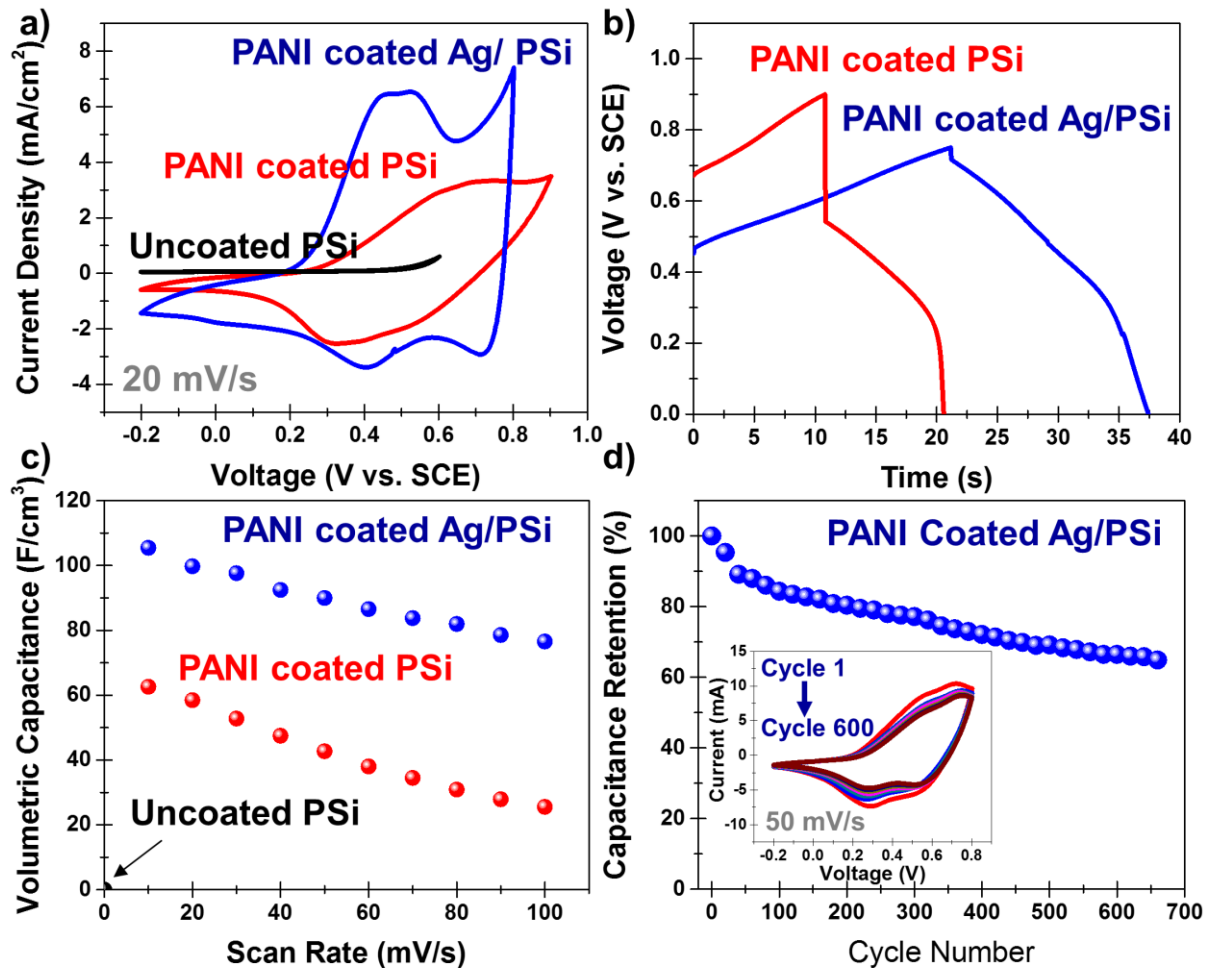 a)
PANI coated Ag/ PSi
PANI coated PSi
Uncoated PSi
20 mV/s
Current Density (mA/cm²)
8
6
4
2
0
-2
-4
-0.2 0.0 0.2 0.4 0.6 0.8 1.0
Voltage (V vs. SCE)
b)
PANI coated PSi
PANI coated Ag/PSi
Voltage (V vs. SCE)
1.0
0.8
0.6
0.4
0.2
0.0
0 5 10 15 20 25 30 35 40
Time (s)
c)
PANI coated Ag/PSi
PANI coated PSi
Uncoated PSi
Volumetric Capacitance (F/cm³)
120
100
80
60
40
20
0
0 20 40 60 80 100
Scan Rate (mV/s)
d)
PANI Coated Ag/PSi
Capacitance Retention (%)
100
80
60
40
20
0
Cycle 1
Cycle 600
50 mV/s
Current (mA)
15
10
5
0
-5
-10
-0.2 0.0 0.2 0.4 0.6 0.8
Voltage (V)
0 100 200 300 400 500 600 700
Cycle Number